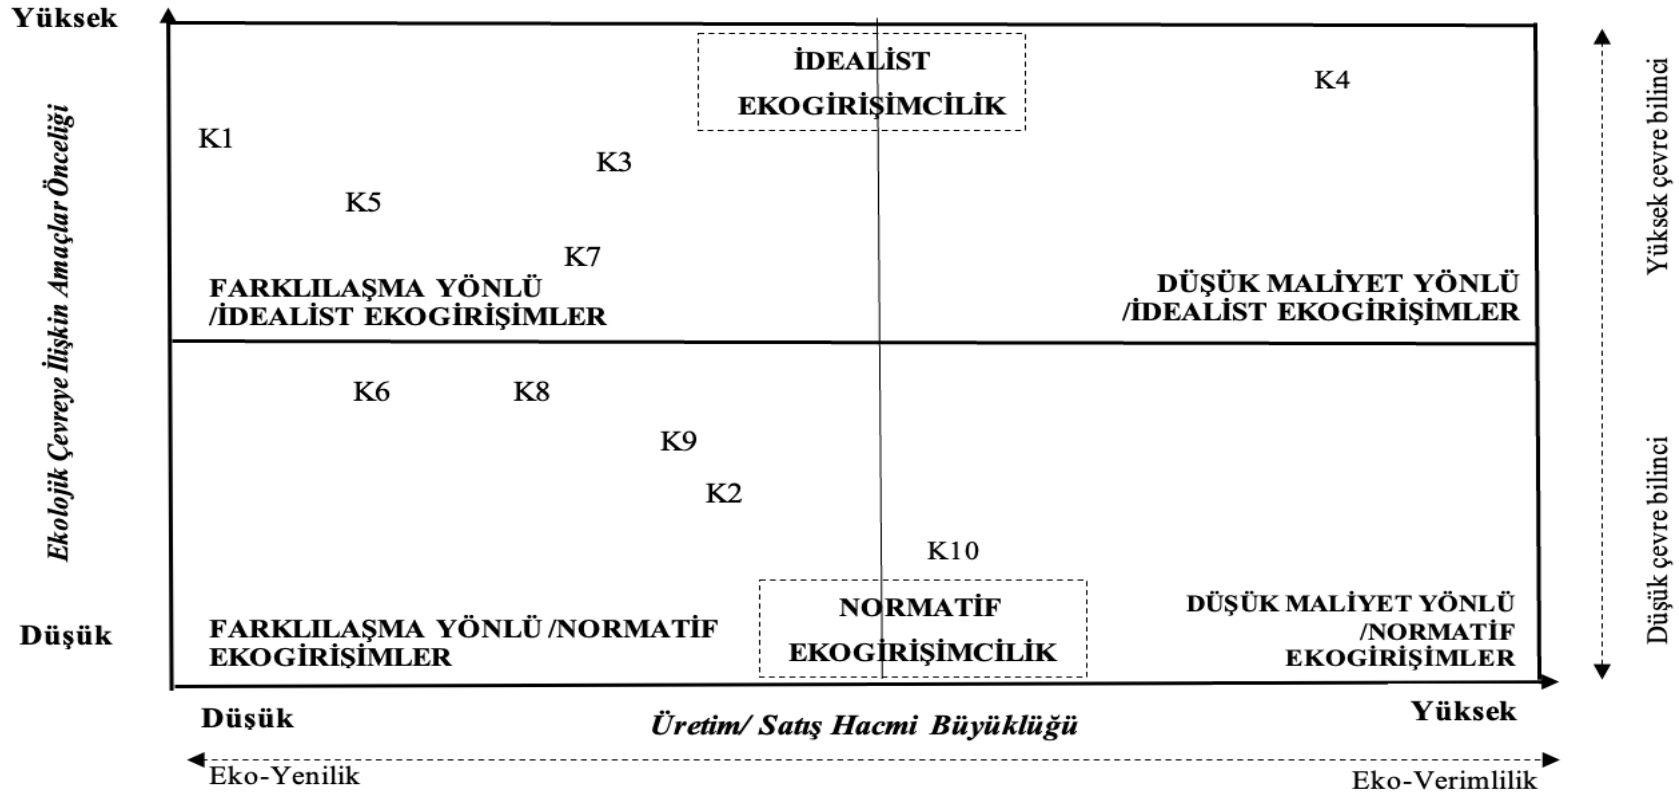 Yüksek
İDEALİST
EKOGİRİŞİMCİLİK
K4
K1
K3
K5
K7
FARKLILAŞMA YÖNLÜ
/İDEALİST EKOGİRİŞİMLER
DÜŞÜK MALİYET YÖNLÜ
/İDEALİST EKOGİRİŞİMLER
Ekolojik Çevreye İlişkin Amaçlar Önceliği
Yüksek çevre bilinci
Düşük çevre bilinci
K6
K8
K9
K2
K10
NORMATİF
EKOGİRİŞİMCİLİK
Düşük
FARKLILAŞMA YÖNLÜ /NORMATİF
EKOGİRİŞİMLER
DÜŞÜK MALİYET YÖNLÜ
/NORMATİF
EKOGİRİŞİMLER
Düşük
Üretim/ Satış Hacmi Büyüklüğü
Yüksek
Eko-Yenilik
Eko-Verimlilik